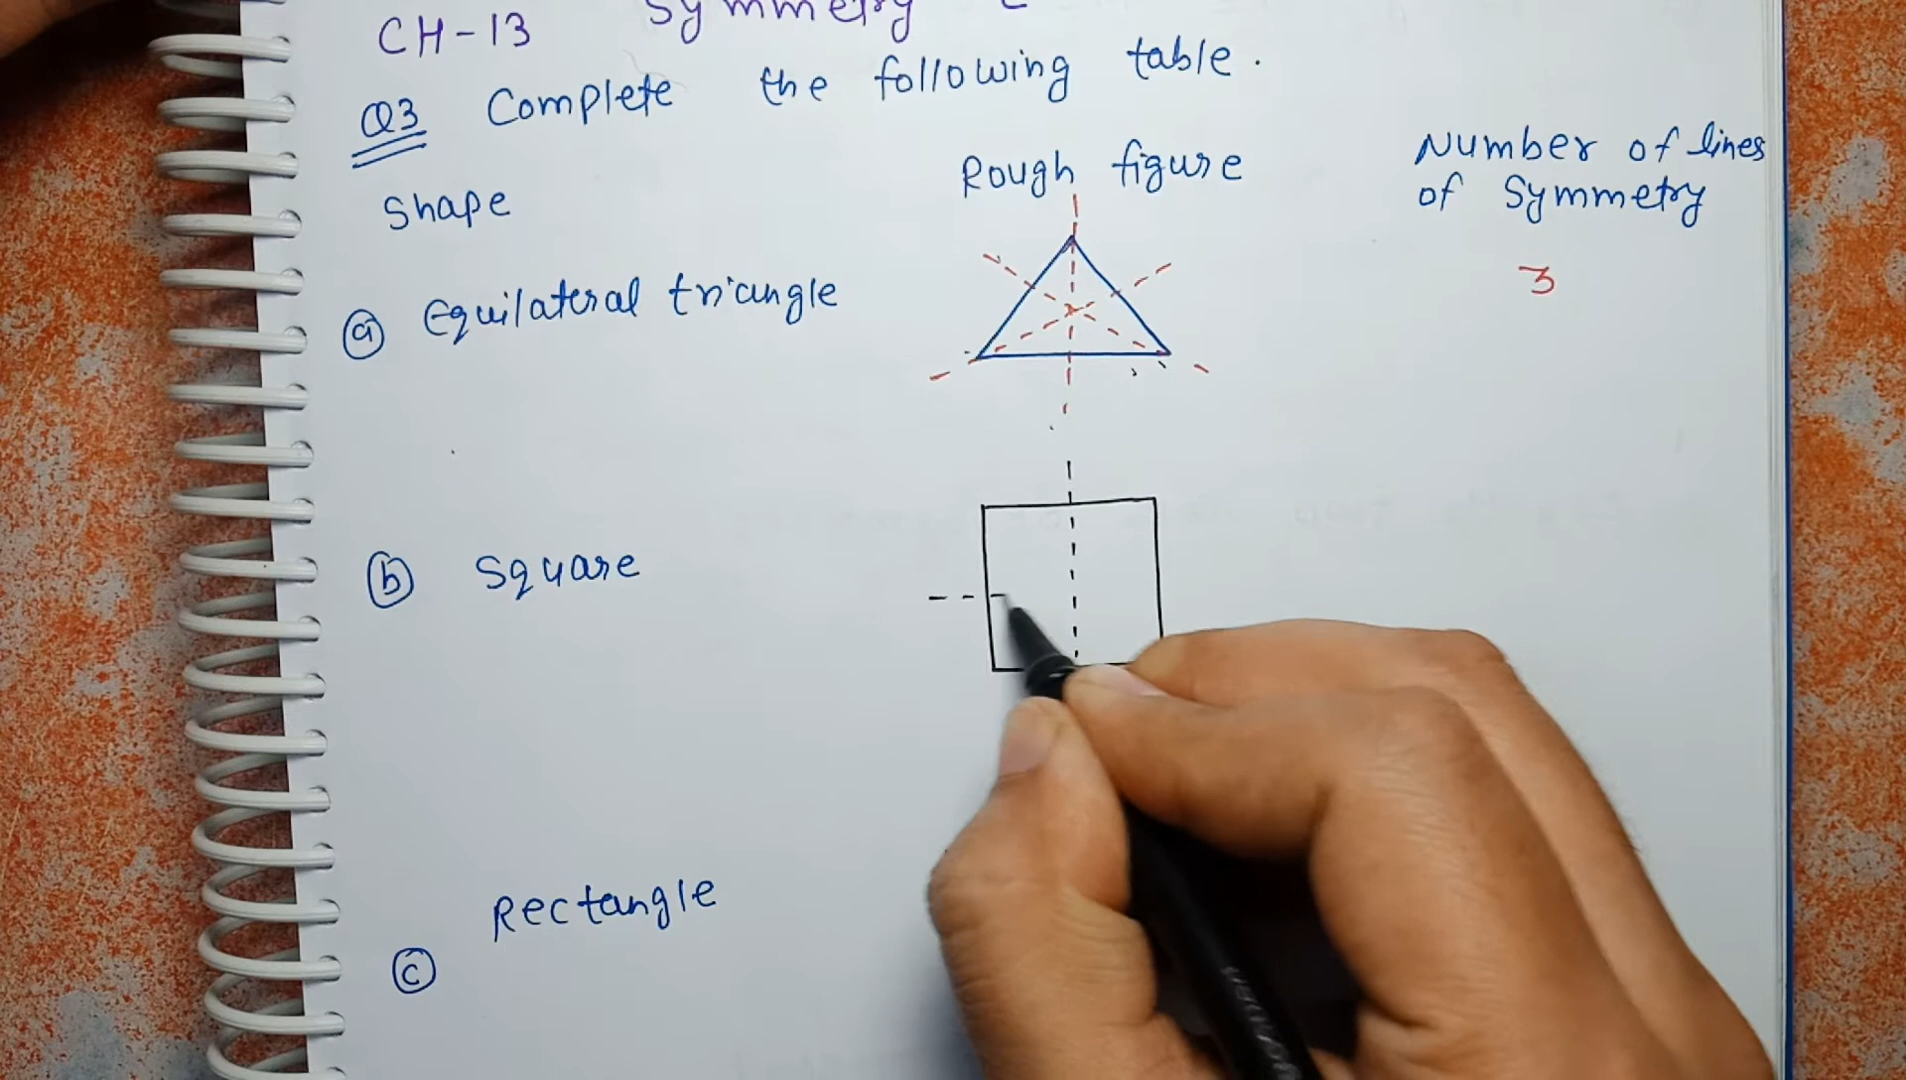 CH-13 Symmetry
Q3 Complete the following table.
Shape Rough figure Number of lines
of Symmetry
(a) Equilateral triangle 3
(b) Square
(c) Rectangle